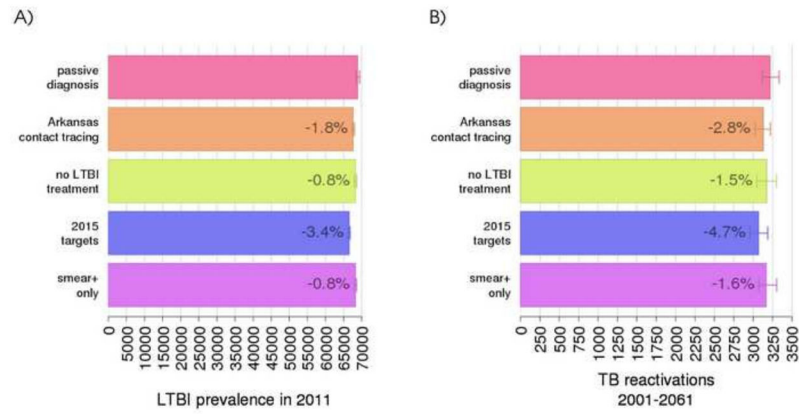 A)
passive
diagnosis
Arkansas
contact tracing
-1.8%
no LTBI
treatment
-0.8%
2015
targets
-3.4%
smear+
only
-0.8%
0
5000
10000
15000
20000
25000
30000
35000
40000
45000
50000
55000
60000
65000
70000
LTBI prevalence in 2011
B)
passive
diagnosis
Arkansas
contact tracing
-2.8%
no LTBI
treatment
-1.5%
2015
targets
-4.7%
smear+
only
-1.6%
0
250
500
750
1000
1250
1500
1750
2000
2250
2500
2750
3000
3250
3500
TB reactivations
2001-2061